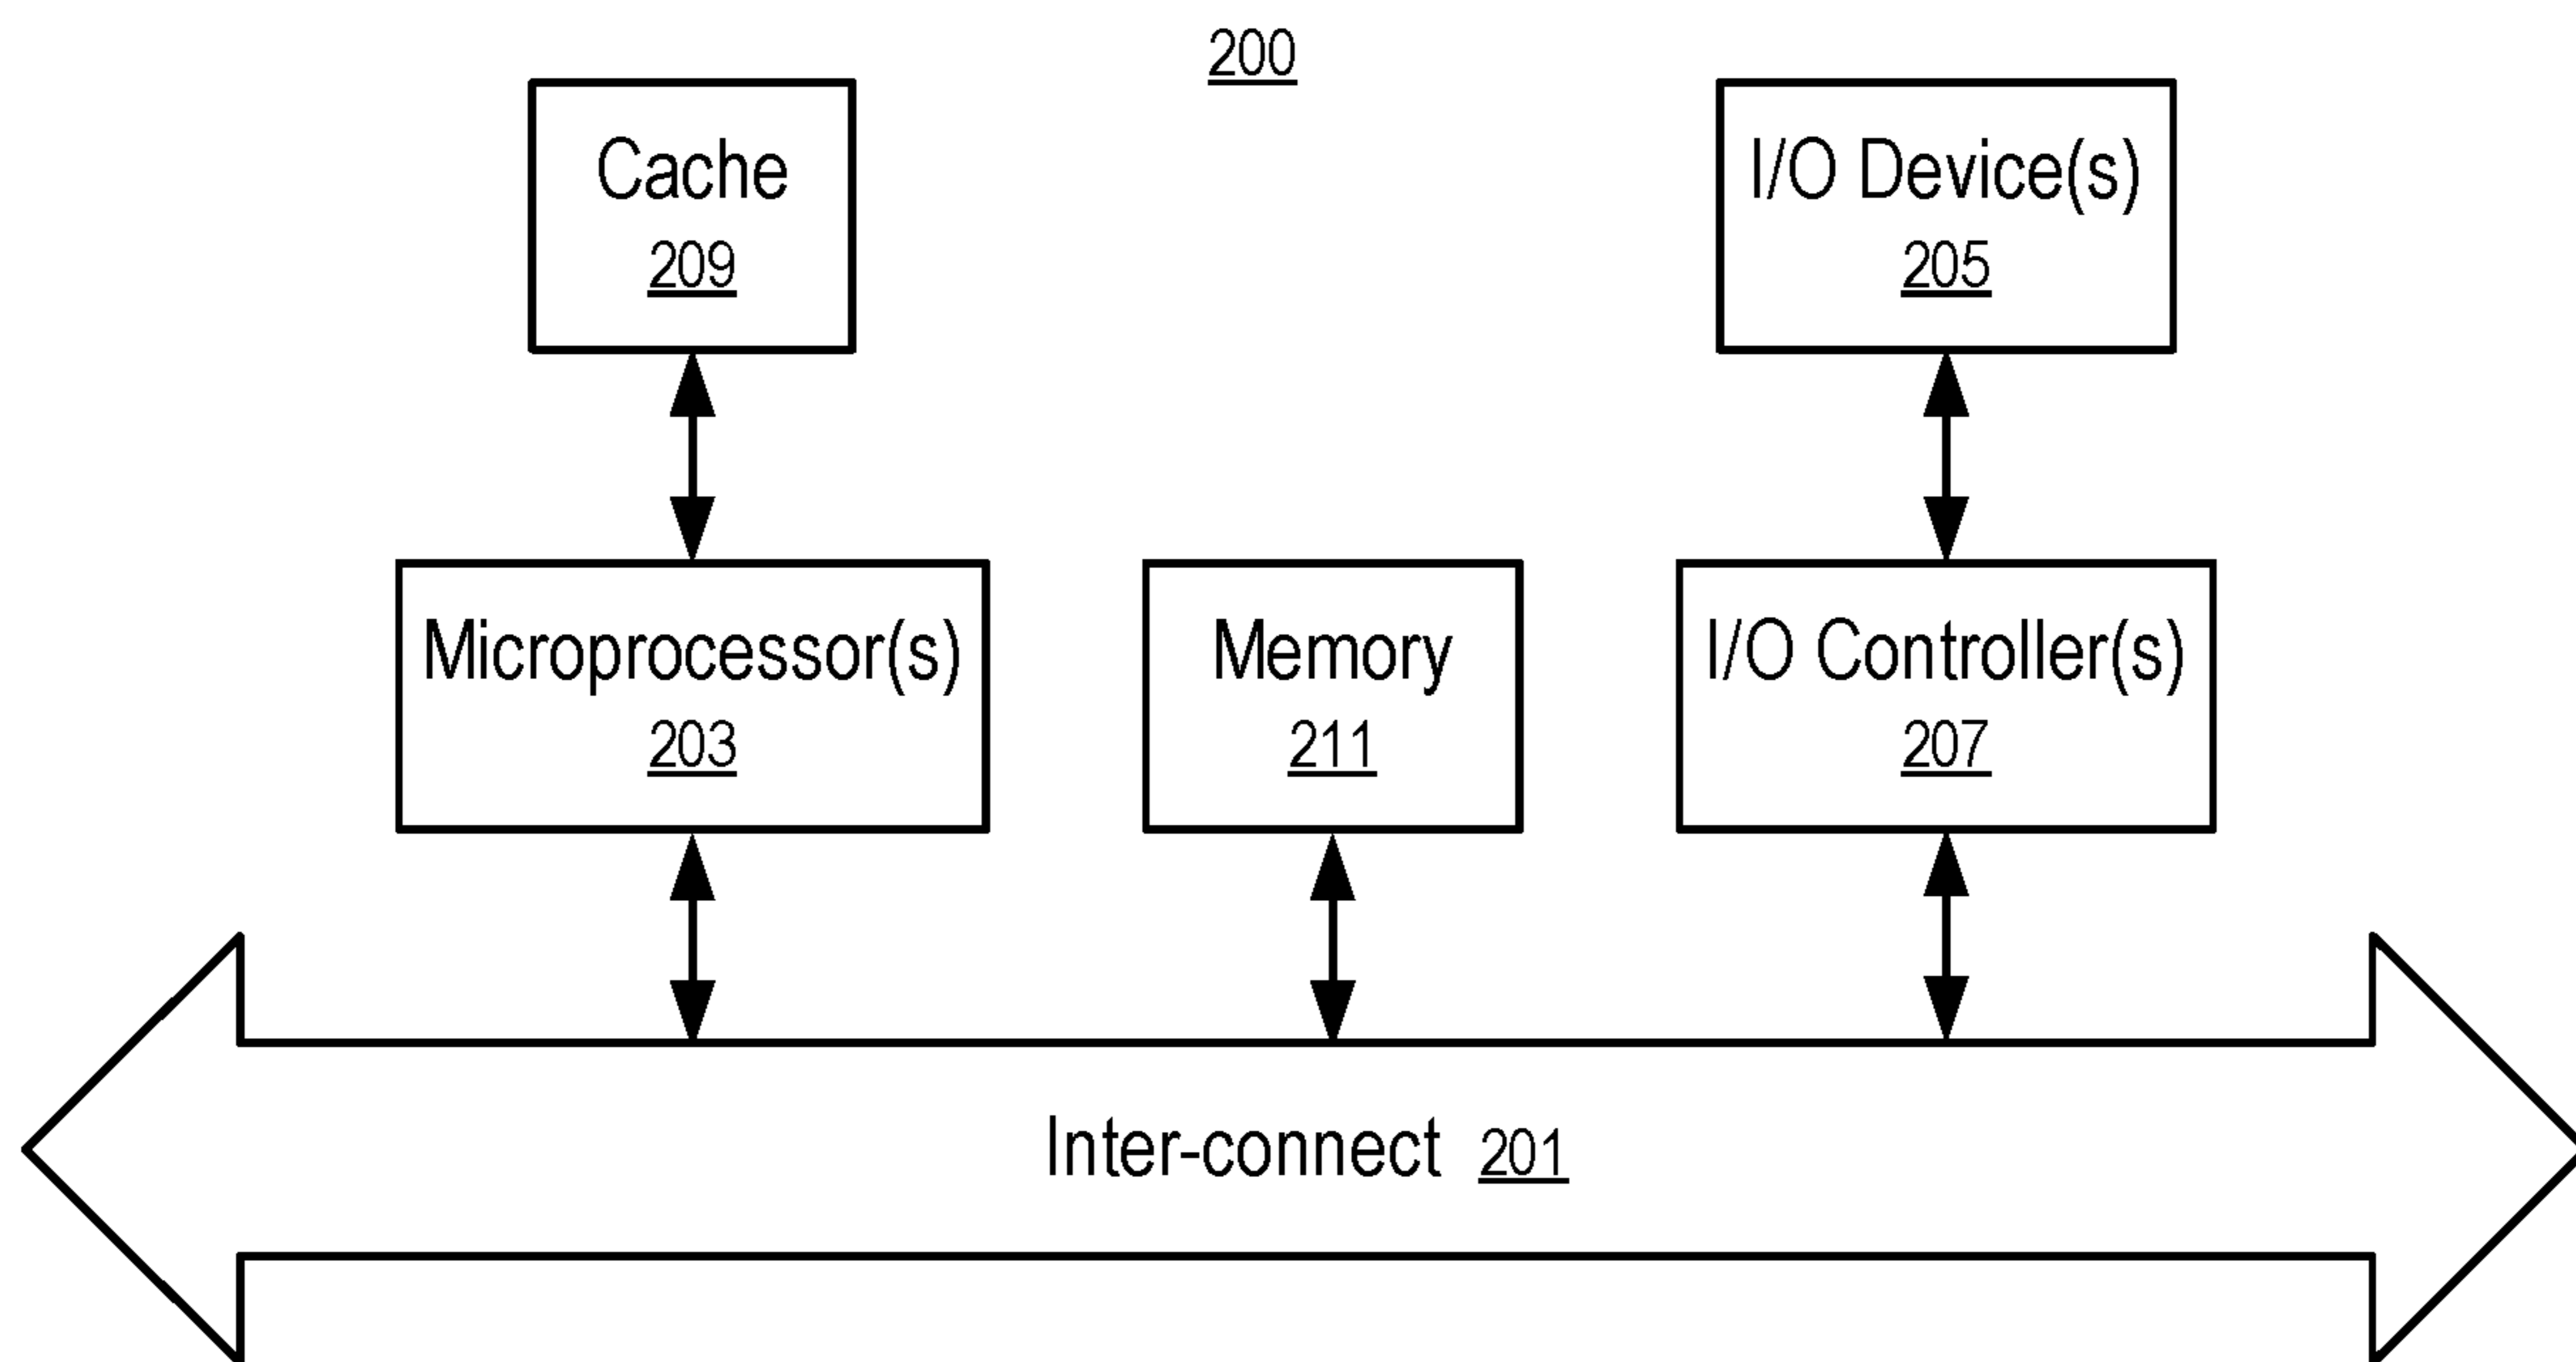 200
Cache
209
I/O Device(s)
205
Microprocessor(s)
203
Memory
211
I/O Controller(s)
207
Inter-connect 201